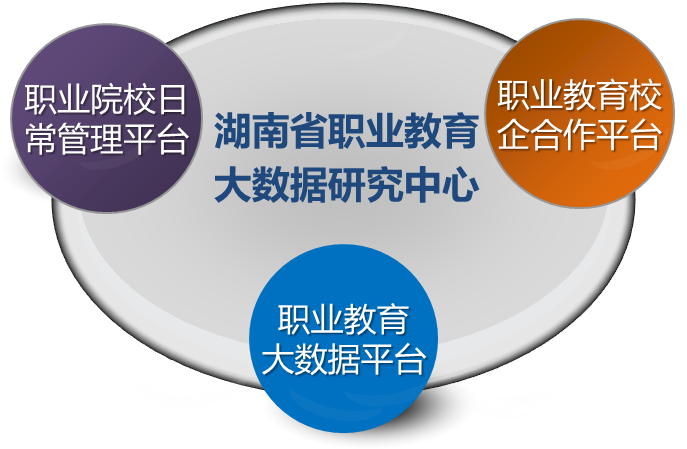 职业院校日
常管理平台
职业教育校
企合作平台
湖南省职业教育
大数据研究中心
职业教育
大数据平台